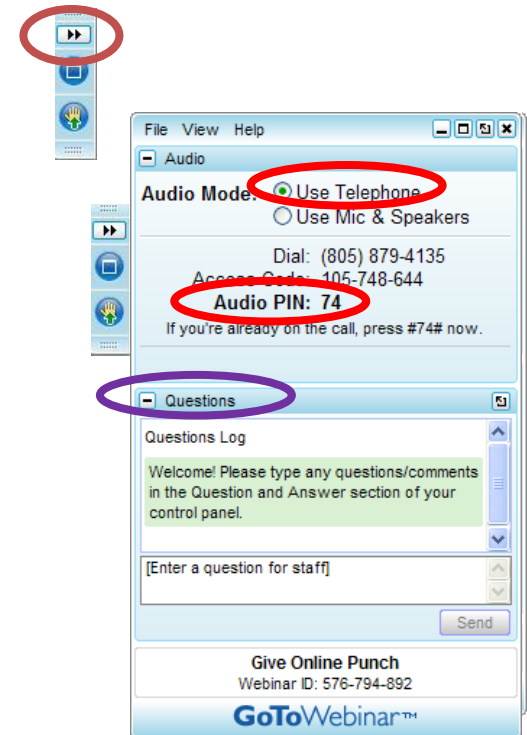 File View Help
Audio
Audio Mode: Use Telephone
Use Mic & Speakers
Dial: (805) 879-4135
Access Code: 105-748-644
Audio PIN: 74
If you're already on the call, press #74# now.
Questions
Questions Log
Welcome! Please type any questions/comments
in the Question and Answer section of your
control panel.
[Enter a question for staff]
Send
Give Online Punch
Webinar ID: 576-794-892
GoToWebinar™